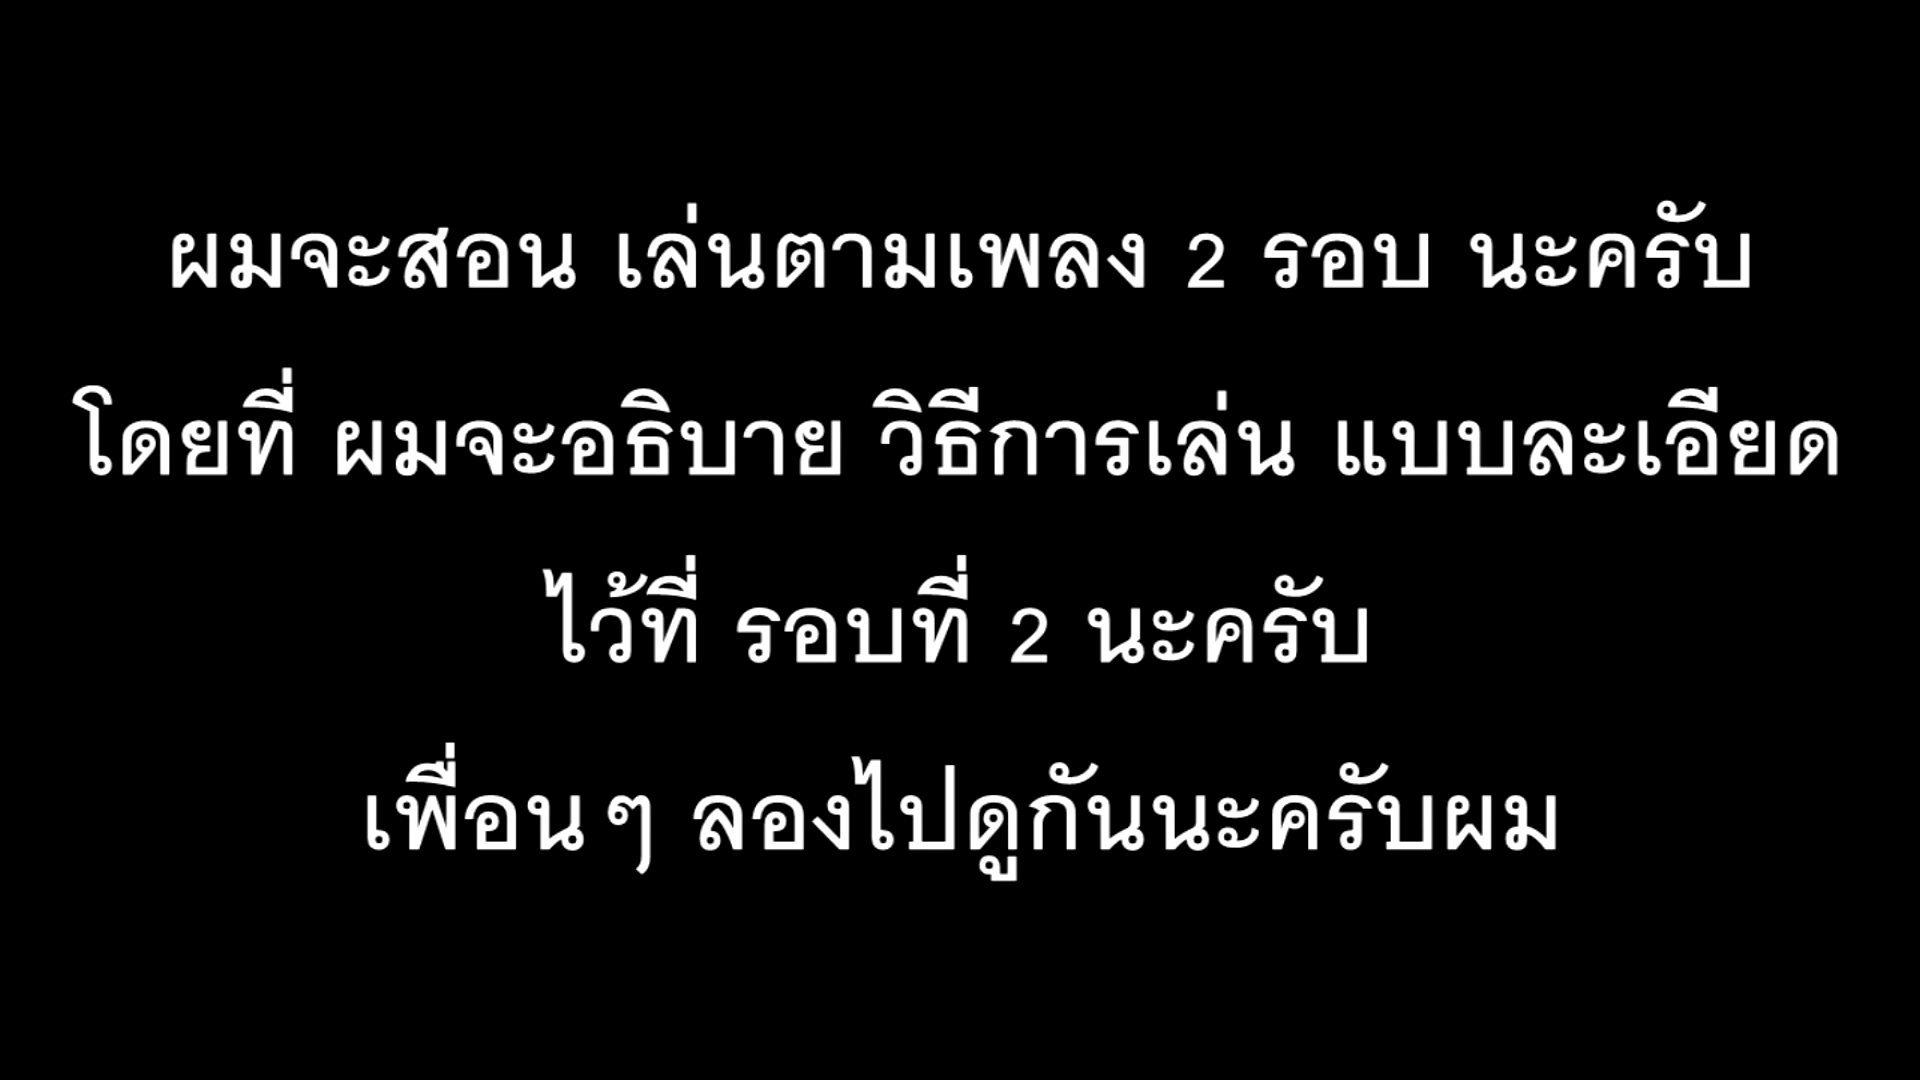 ผมจะสอน เล่นตามเพลง 2 รอบ นะครับ
โดยที่ ผมจะอธิบาย วิธีการเล่น แบบละเอียด
ไว้ที่ รอบที่ 2 นะครับ
เพื่อนๆ ลองไปดูกันนะครับผม